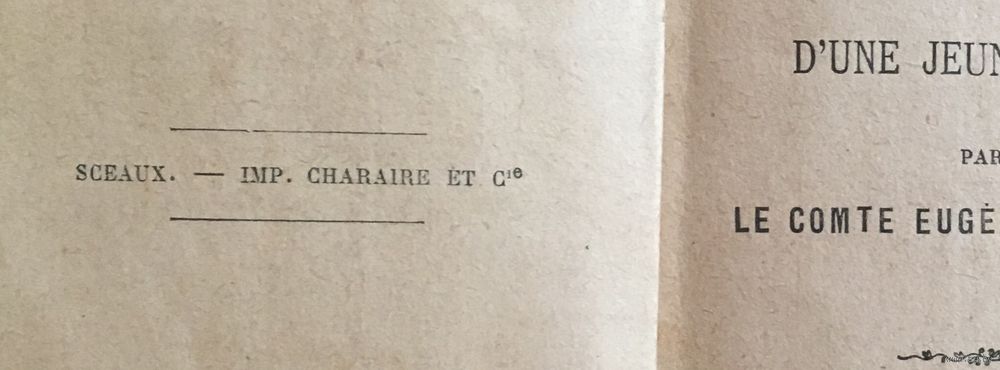 SCEAUX. — IMP. CHARAIRE ET Cie
D'UNE JEUN
PAR
LE COMTE EUGÈ